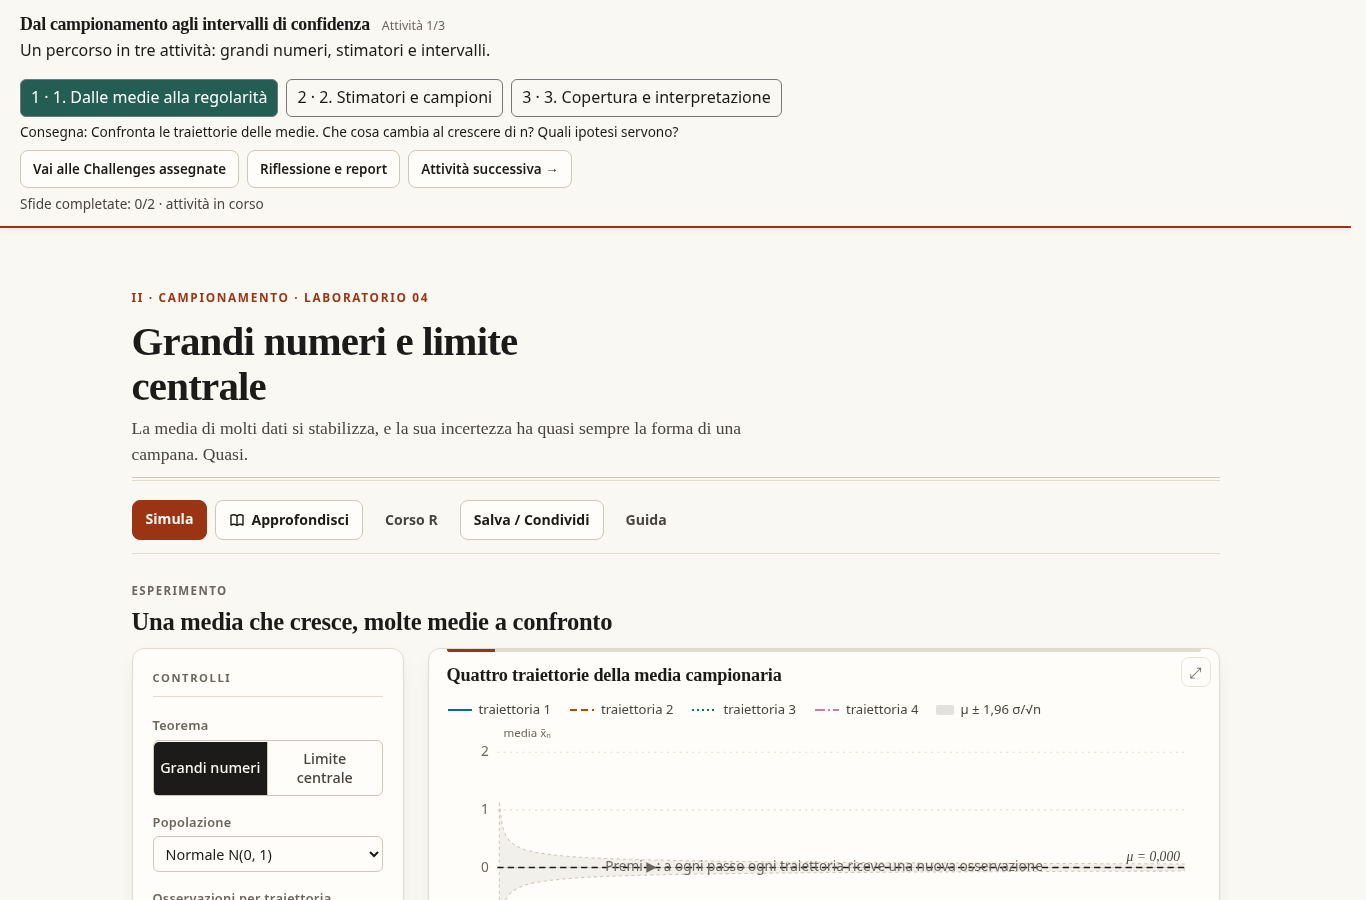 Dal campionamento agli intervalli di confidenza Attività 1/3
Un percorso in tre attività: grandi numeri, stimatori e intervalli.
1 · 1. Dalle medie alla regolarità
2 · 2. Stimatori e campioni
3 · 3. Copertura e interpretazione
Consegna: Confronta le traiettorie delle medie. Che cosa cambia al crescere di n? Quali ipotesi servono?
Vai alle Challenges assegnate
Riflessione e report
Attività successiva →
Sfide completate: 0/2 · attività in corso
II · CAMPIONAMENTO · LABORATORIO 04
Grandi numeri e limite
centrale
La media di molti dati si stabilizza, e la sua incertezza ha quasi sempre la forma di una
campana. Quasi.
Simula
Approfondisci
Corso R
Salva / Condividi
Guida
ESPERIMENTO
Una media che cresce, molte medie a confronto
CONTROLLI
Teorema
Grandi numeri
Limite
centrale
Popolazione
Normale N(0, 1)
Osservazioni per traiettoria
Quattro traiettorie della media campionaria
traiettoria 1
traiettoria 2
traiettoria 3
traiettoria 4
μ ± 1,96 σ/√n
media x̄ₙ
2
1
μ = 0,000
0
Premi ▶: a ogni passo ogni traiettoria riceve una nuova osservazione